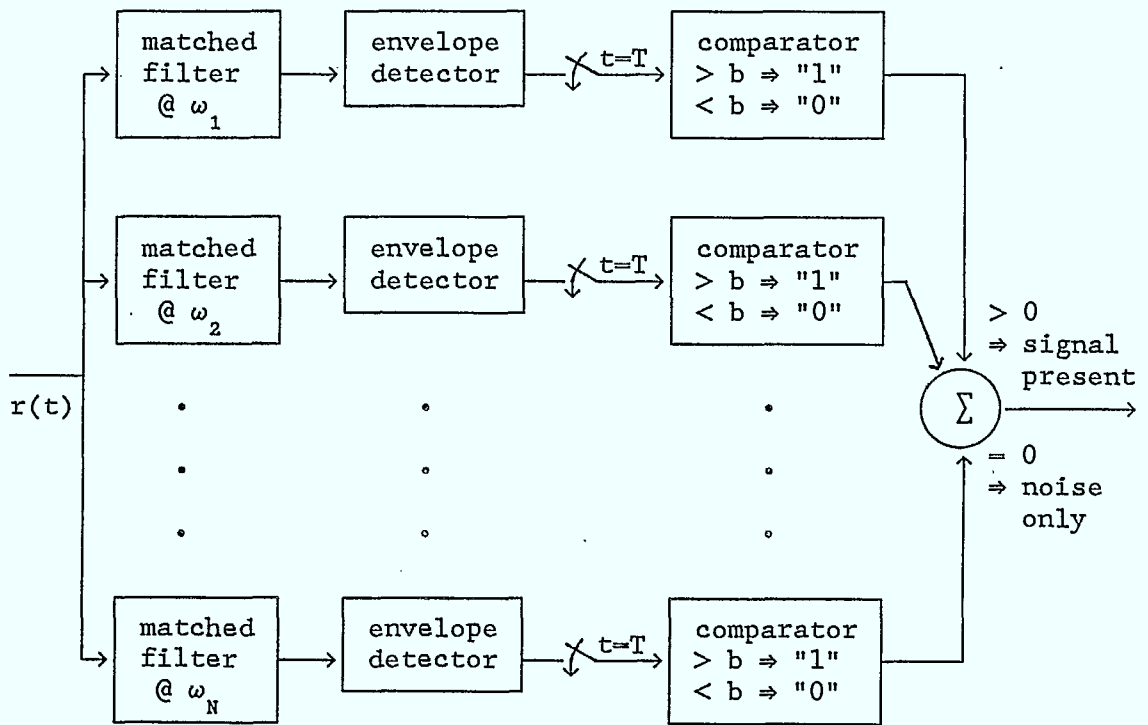 matched
filter
@ ω₁
envelope
detector
t=T
comparator
> b ⇒ "1"
< b ⇒ "0"
matched
filter
@ ω₂
envelope
detector
t=T
comparator
> b ⇒ "1"
< b ⇒ "0"
> 0
⇒ signal
present
r(t)
Σ
= 0
⇒ noise
only
matched
filter
@ ω_N
envelope
detector
t=T
comparator
> b ⇒ "1"
< b ⇒ "0"